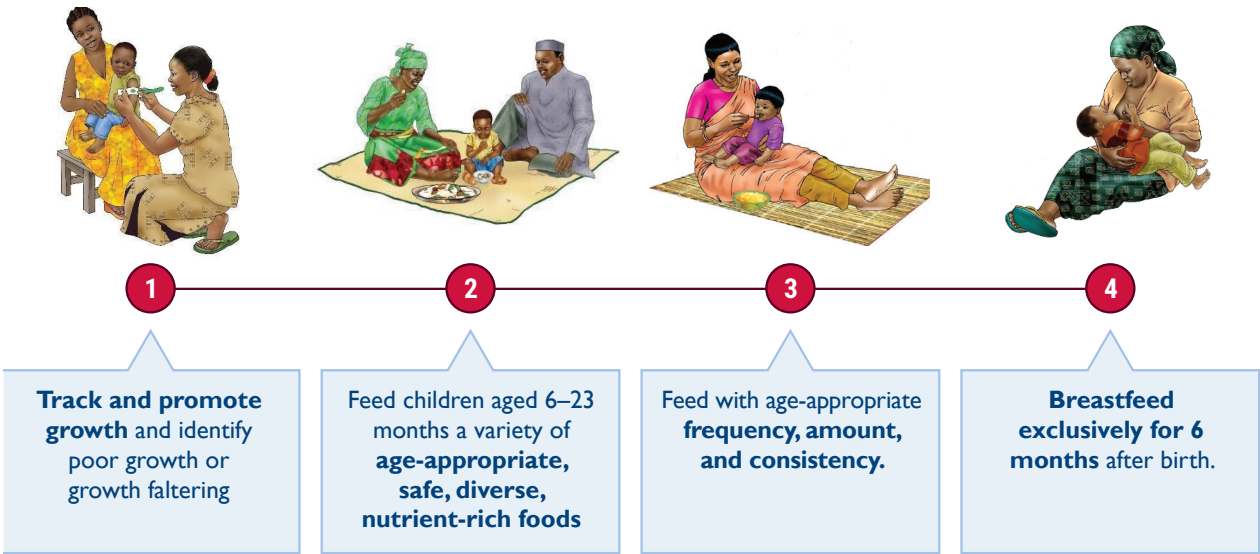 1
2
3
4
Track and promote
growth and identify
poor growth or
growth faltering
Feed children aged 6–23
months a variety of
age-appropriate,
safe, diverse,
nutrient-rich foods
Feed with age-appropriate
frequency, amount,
and consistency.
Breastfeed
exclusively for 6
months after birth.